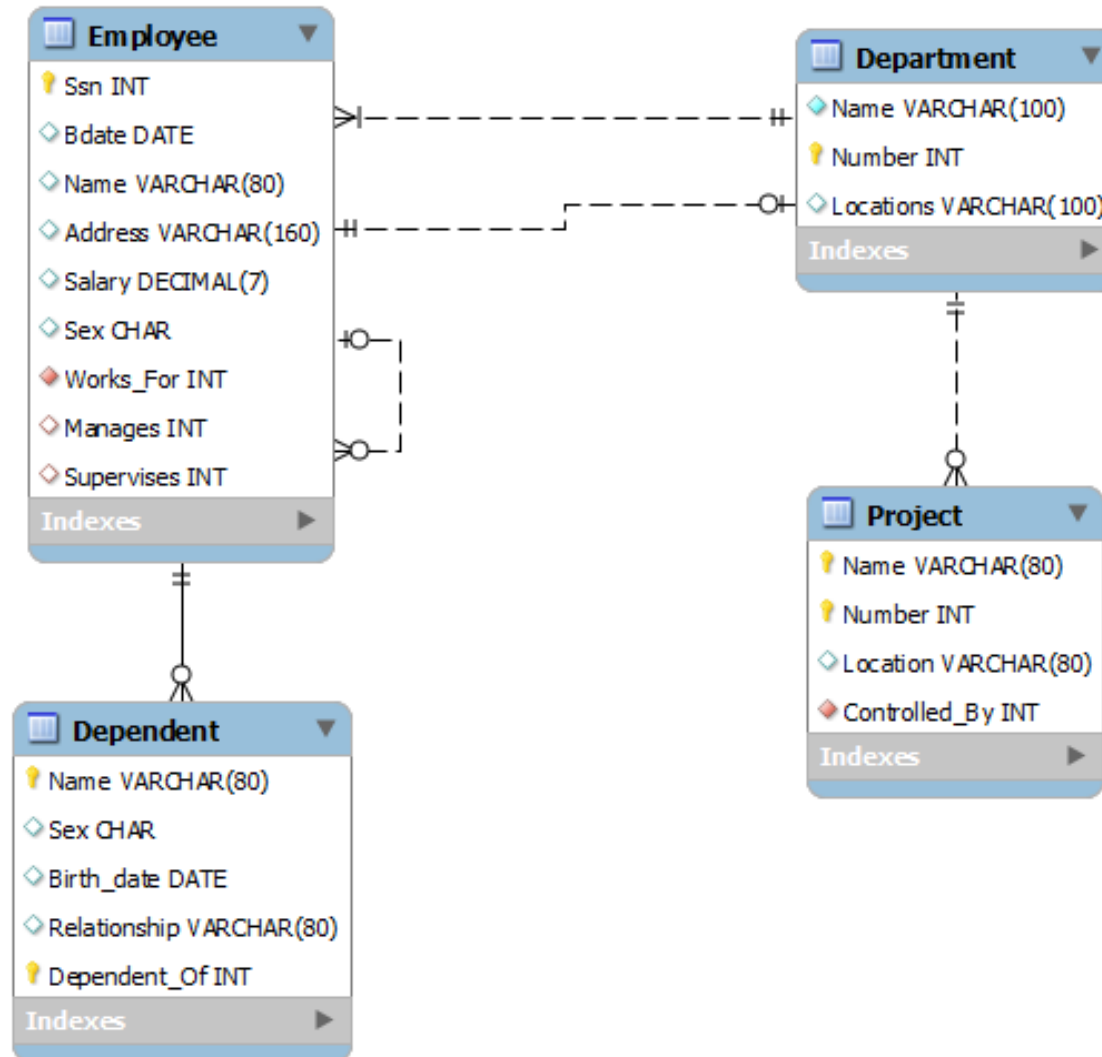 Employee
Ssn INT
Bdate DATE
Name VARCHAR(80)
Address VARCHAR(160)
Salary DECIMAL(7)
Sex CHAR
Works_For INT
Manages INT
Supervises INT
Indexes
Department
Name VARCHAR(100)
Number INT
Locations VARCHAR(100)
Indexes
Project
Name VARCHAR(80)
Number INT
Location VARCHAR(80)
Controlled_By INT
Indexes
Dependent
Name VARCHAR(80)
Sex CHAR
Birth_date DATE
Relationship VARCHAR(80)
Dependent_Of INT
Indexes